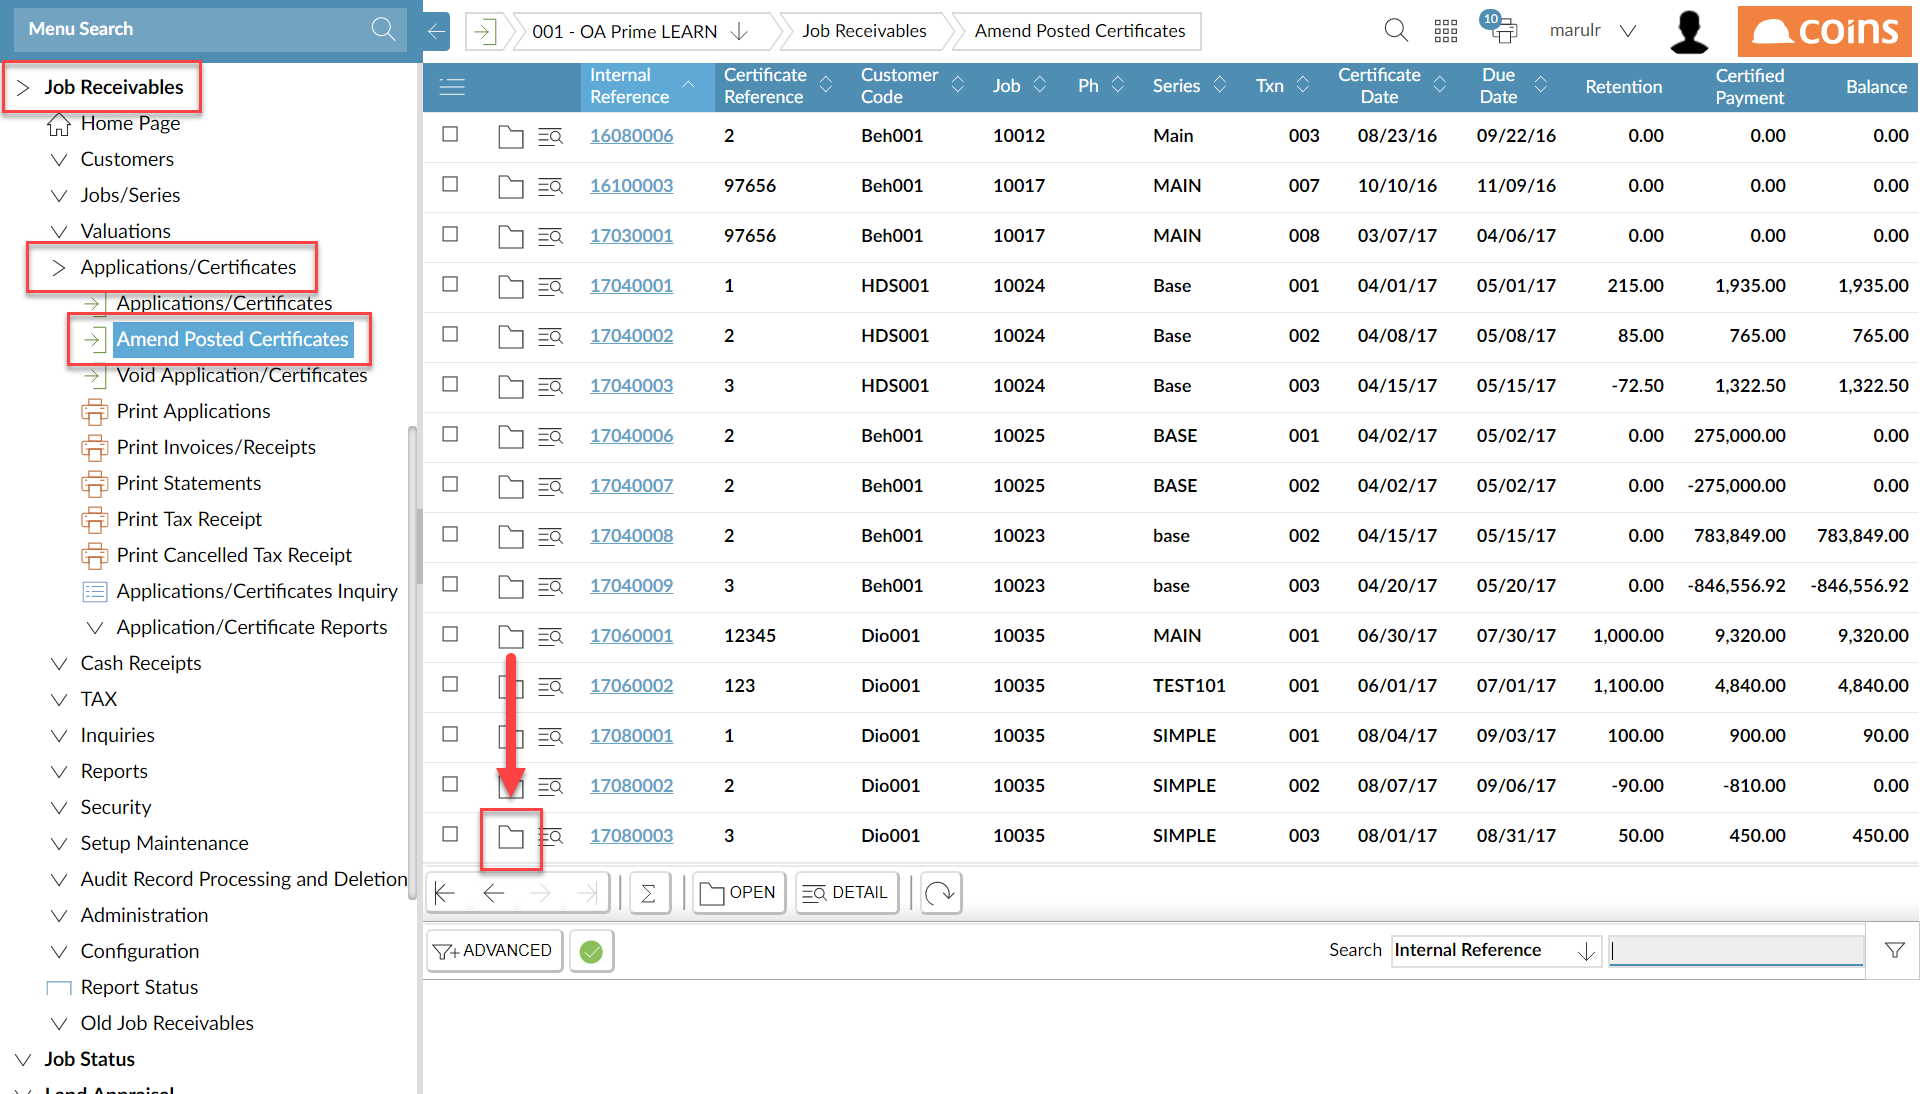 Menu Search
Job Receivables
Home Page
Customers
Jobs/Series
Valuations
Applications/Certificates
Applications/Certificates
Amend Posted Certificates
Void Application/Certificates
Print Applications
Print Invoices/Receipts
Print Statements
Print Tax Receipt
Print Cancelled Tax Receipt
Applications/Certificates Inquiry
Application/Certificate Reports
Cash Receipts
TAX
Inquiries
Reports
Security
Setup Maintenance
Audit Record Processing and Deletion
Administration
Configuration
Report Status
Old Job Receivables
Job Status
Land Appraisal
001 - OA Prime LEARN Job Receivables Amend Posted Certificates 10 marulr coins
Internal Reference Certificate Reference Customer Code Job Ph Series Txn Certificate Date Due Date Retention Certified Payment Balance
16080006 2 Beh001 10012 Main 003 08/23/16 09/22/16 0.00 0.00 0.00
16100003 97656 Beh001 10017 MAIN 007 10/10/16 11/09/16 0.00 0.00 0.00
17030001 97656 Beh001 10017 MAIN 008 03/07/17 04/06/17 0.00 0.00 0.00
17040001 1 HDS001 10024 Base 001 04/01/17 05/01/17 215.00 1,935.00 1,935.00
17040002 2 HDS001 10024 Base 002 04/08/17 05/08/17 85.00 765.00 765.00
17040003 3 HDS001 10024 Base 003 04/15/17 05/15/17 -72.50 1,322.50 1,322.50
17040006 2 Beh001 10025 BASE 001 04/02/17 05/02/17 0.00 275,000.00 0.00
17040007 2 Beh001 10025 BASE 002 04/02/17 05/02/17 0.00 -275,000.00 0.00
17040008 2 Beh001 10023 base 002 04/15/17 05/15/17 0.00 783,849.00 783,849.00
17040009 3 Beh001 10023 base 003 04/20/17 05/20/17 0.00 -846,556.92 -846,556.92
17060001 12345 Dio001 10035 MAIN 001 06/30/17 07/30/17 1,000.00 9,320.00 9,320.00
17060002 123 Dio001 10035 TEST101 001 06/01/17 07/01/17 1,100.00 4,840.00 4,840.00
17080001 1 Dio001 10035 SIMPLE 001 08/04/17 09/03/17 100.00 900.00 90.00
17080002 2 Dio001 10035 SIMPLE 002 08/07/17 09/06/17 -90.00 -810.00 0.00
17080003 3 Dio001 10035 SIMPLE 003 08/01/17 08/31/17 50.00 450.00 450.00
Σ OPEN DETAIL
ADVANCED Search Internal Reference